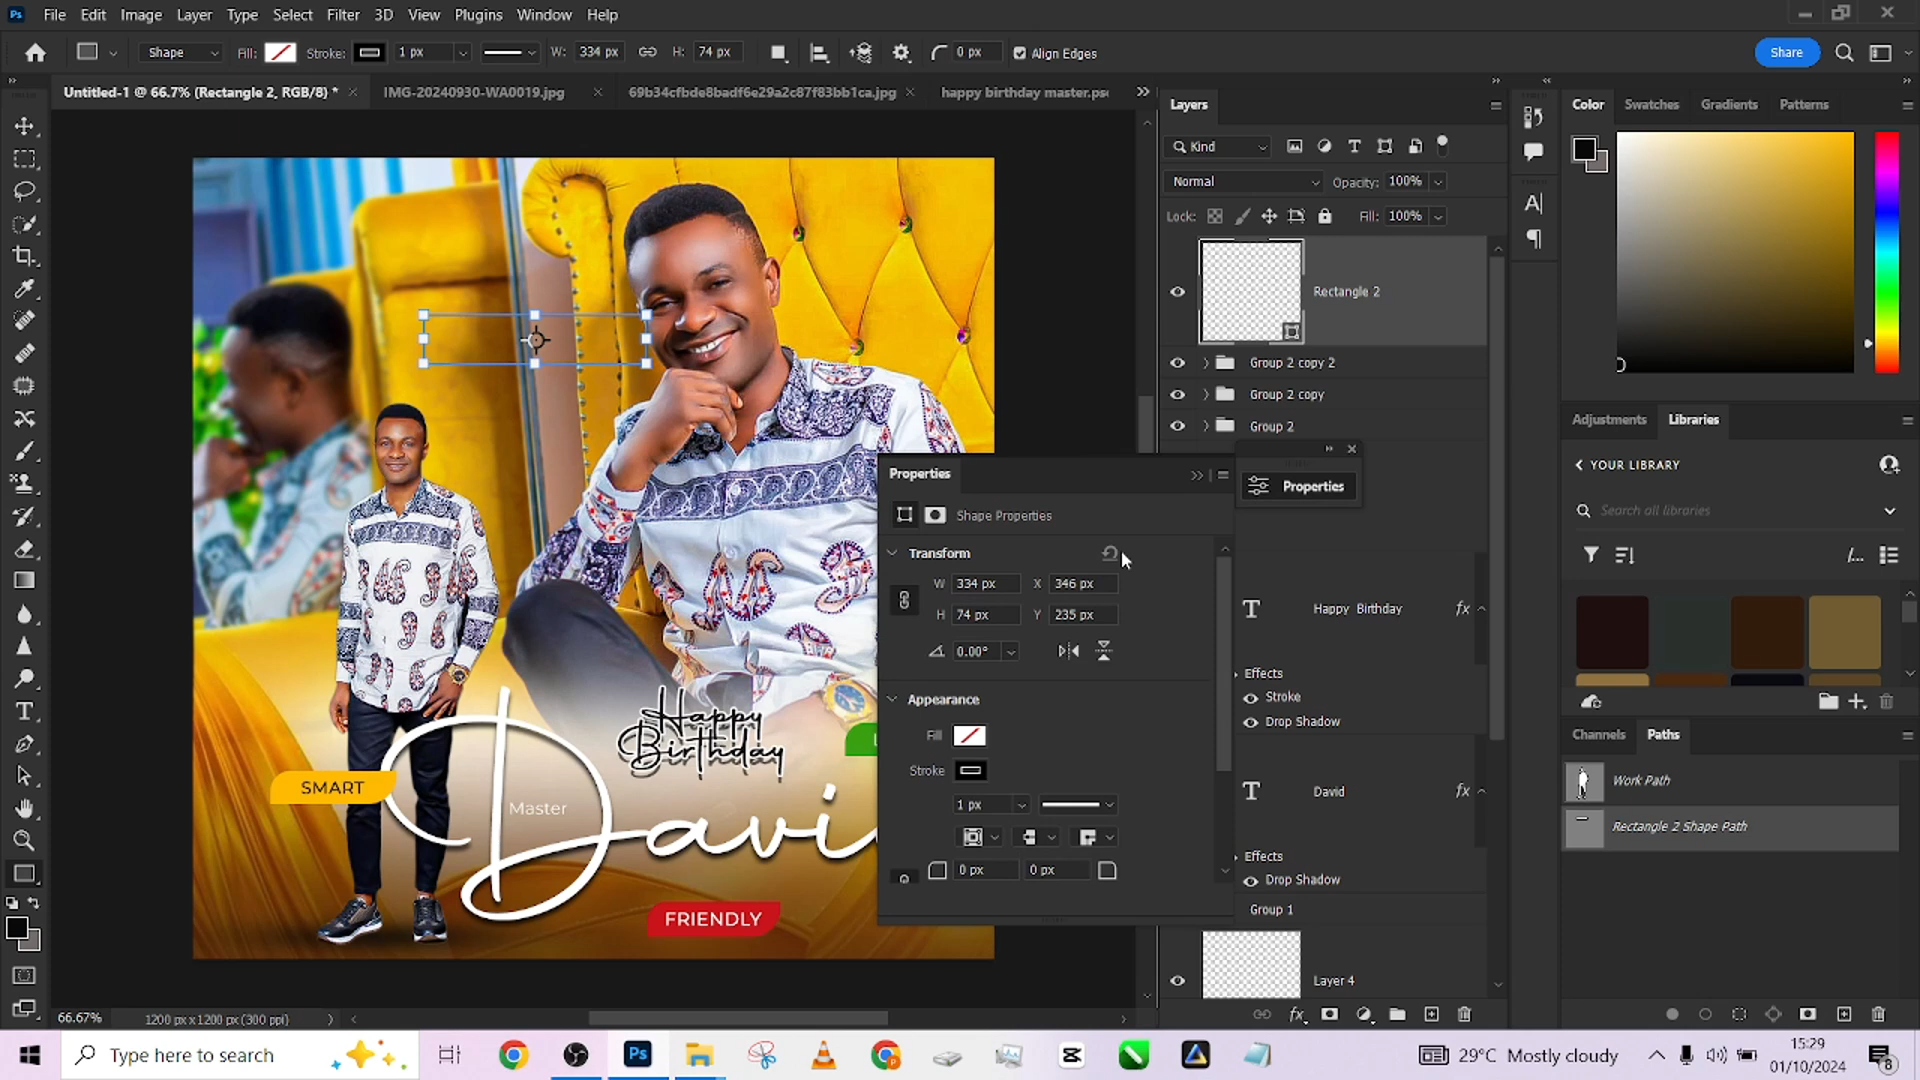 File Edit Image Layer Type Select Filter 3D View Plugins Window Help
Shape Fill: Stroke: 1 px W: 334 px H: 74 px 0 px Align Edges Share
Untitled-1 @ 66.7% (Rectangle 2, RGB/8) * IMG-20240930-WA0019.jpg 69b34cfbde8badf6e29a2c87f83bb1ca.jpg happy birthday master.ps
Layers
Kind
Normal Opacity: 100%
Lock: Fill: 100%
Rectangle 2
Group 2 copy 2
Group 2 copy
Group 2
Properties
Happy Birthday fx
Effects
Stroke
Drop Shadow
David fx
Effects
Drop Shadow
Group 1
Layer 4
Properties
Shape Properties
Transform
W 334 px X 346 px
H 74 px Y 235 px
0.00°
Appearance
Fill
Stroke
1 px
0 px 0 px
Color Swatches Gradients Patterns
Adjustments Libraries
YOUR LIBRARY
Search all libraries
Channels Paths
Work Path
Rectangle 2 Shape Path
Happy
Birthday
SMART
Master
Davi
FRIENDLY
66.67% 1200 px x 1200 px (300 ppi)
Type here to search
29°C Mostly cloudy
15:29
01/10/2024
8